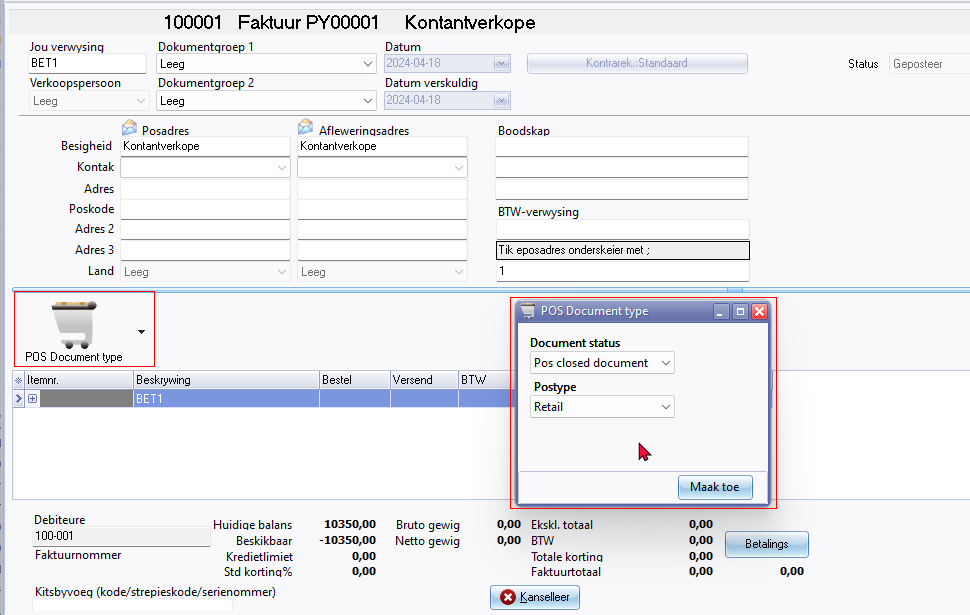 100001 Faktuur PY00001 Kontantverkope
Jou verwysing Dokumentgroep 1 Datum
BET1 Leeg 2024-04-18 Kontrarek.:Standaard Status Geposteer
Verkoopspersoon Dokumentgroep 2 Datum verskuldig
Leeg Leeg 2024-04-18
Posadres Afleweringsadres Boodskap
Besigheid Kontantverkope Kontantverkope
Kontak
Adres
Poskode BTW-verwysing
Adres 2
Adres 3 Tik eposadres onderskeier met ;
Land Leeg Leeg 1
POS Document type
POS Document type
Document status
Pos closed document
Postype
Retail
Maak toe
Itemnr. Beskrywing Bestel Versend BTW
BET1
Debiteure Huidige balans 10350,00 Bruto gewig 0,00 Ekskl. totaal 0,00
100-001 Beskikbaar -10350,00 Netto gewig 0,00 BTW 0,00 Betalings
Faktuurnommer Kredietlimiet 0,00 Totale korting 0,00
Std korting% 0,00 Faktuurtotaal 0,00 0,00
Kitsbyvoeg (kode/strepieskode/serienommer)
Kanselleer